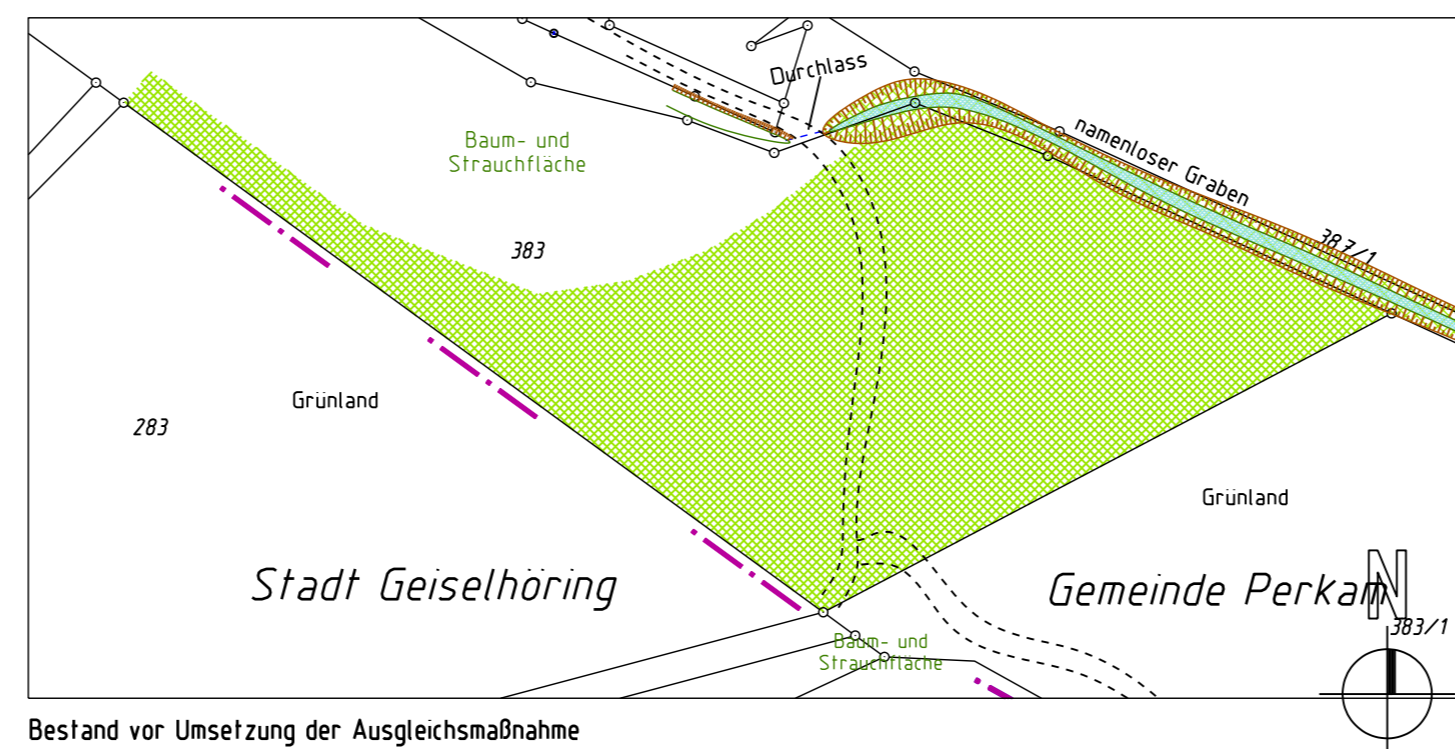 Durchlass
Baum- und
Strauchfläche
namenloser Graben
387/1
383
Grünland
283
Grünland
Stadt Geiselhöring
Gemeinde Perkam
N
383/1
Baum- und
Strauchfläche
Bestand vor Umsetzung der Ausgleichsmaßnahme